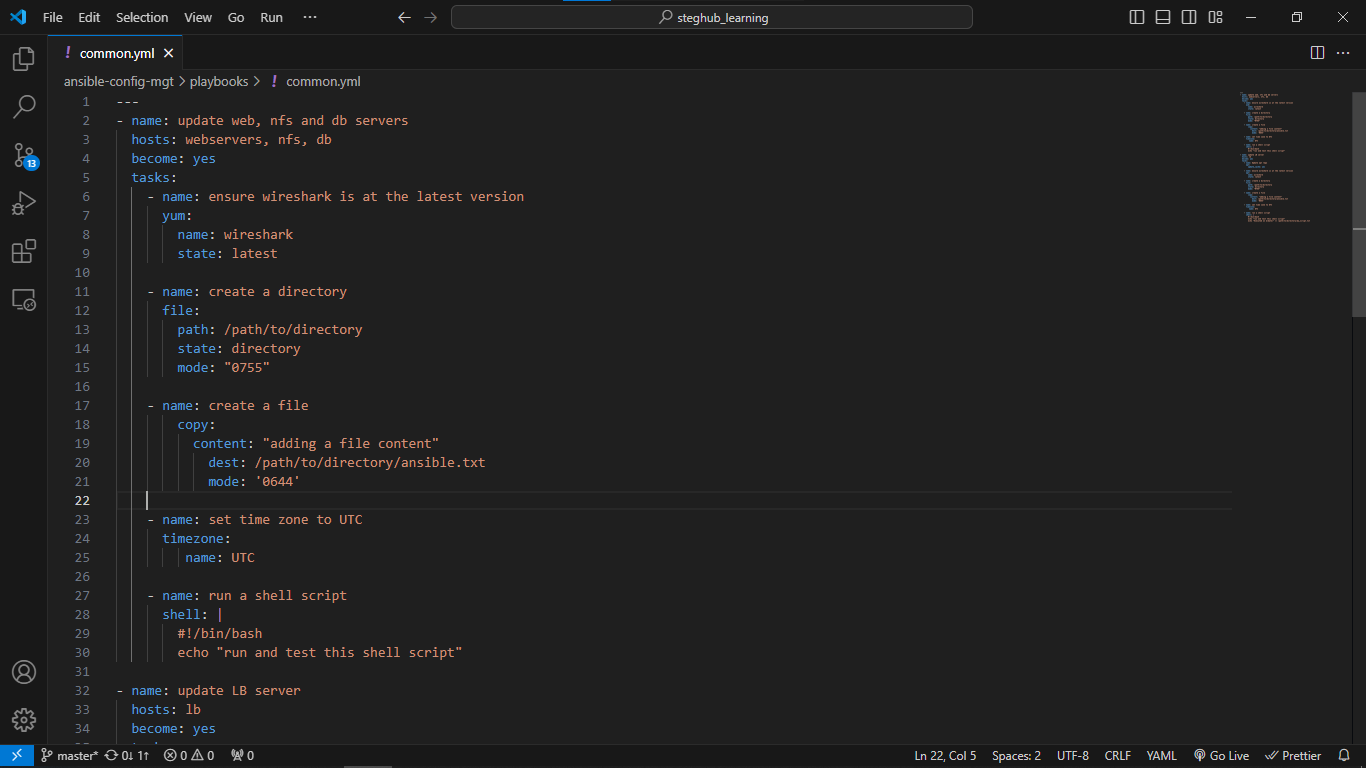 File Edit Selection View Go Run ··· steghub_learning
! common.yml
ansible-config-mgt > playbooks > ! common.yml
1 ---
2 - name: update web, nfs and db servers
3 hosts: webservers, nfs, db
4 become: yes
5 tasks:
6 - name: ensure wireshark is at the latest version
7 yum:
8 name: wireshark
9 state: latest
10
11 - name: create a directory
12 file:
13 path: /path/to/directory
14 state: directory
15 mode: "0755"
16
17 - name: create a file
18 copy:
19 content: "adding a file content"
20 dest: /path/to/directory/ansible.txt
21 mode: '0644'
22
23 - name: set time zone to UTC
24 timezone:
25 name: UTC
26
27 - name: run a shell script
28 shell: |
29 #!/bin/bash
30 echo "run and test this shell script"
31
32 - name: update LB server
33 hosts: lb
34 become: yes
13
master* 0↓ 1↑ 0 0 0 Ln 22, Col 5 Spaces: 2 UTF-8 CRLF YAML Go Live Prettier